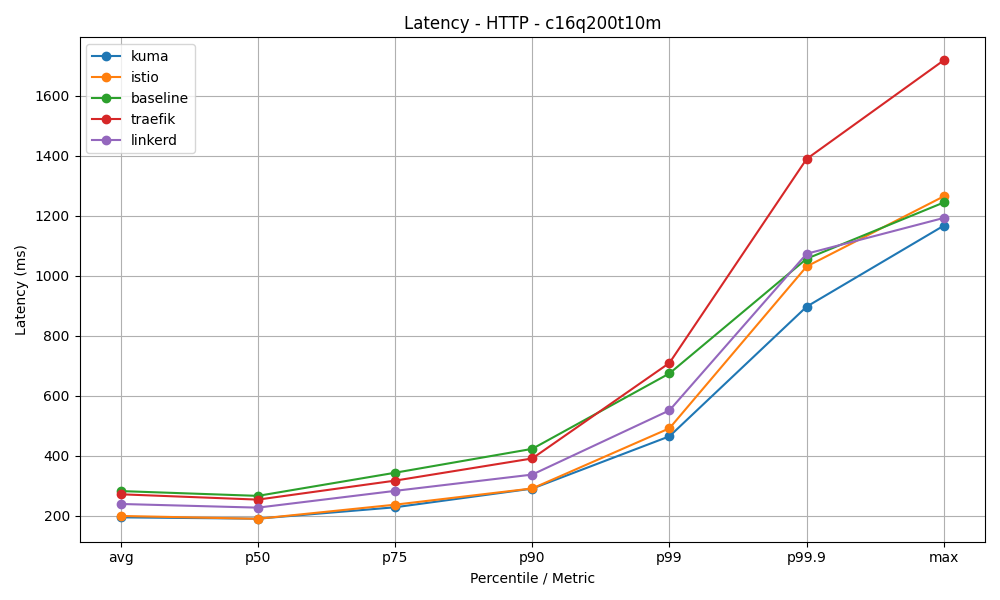 Latency - HTTP - c16q200t10m
kuma
istio
baseline
traefik
linkerd
1600
1400
1200
1000
800
600
400
200
Latency (ms)
avg p50 p75 p90 p99 p99.9 max
Percentile / Metric